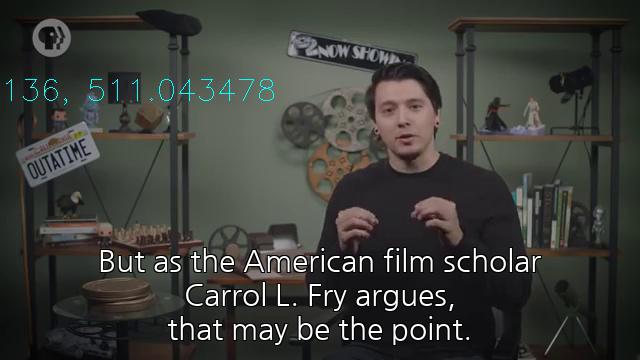 PBS
NOW SHOWING
136, 511.043478
OUTATIME
But as the American film scholar
Carrol L. Fry argues,
that may be the point.